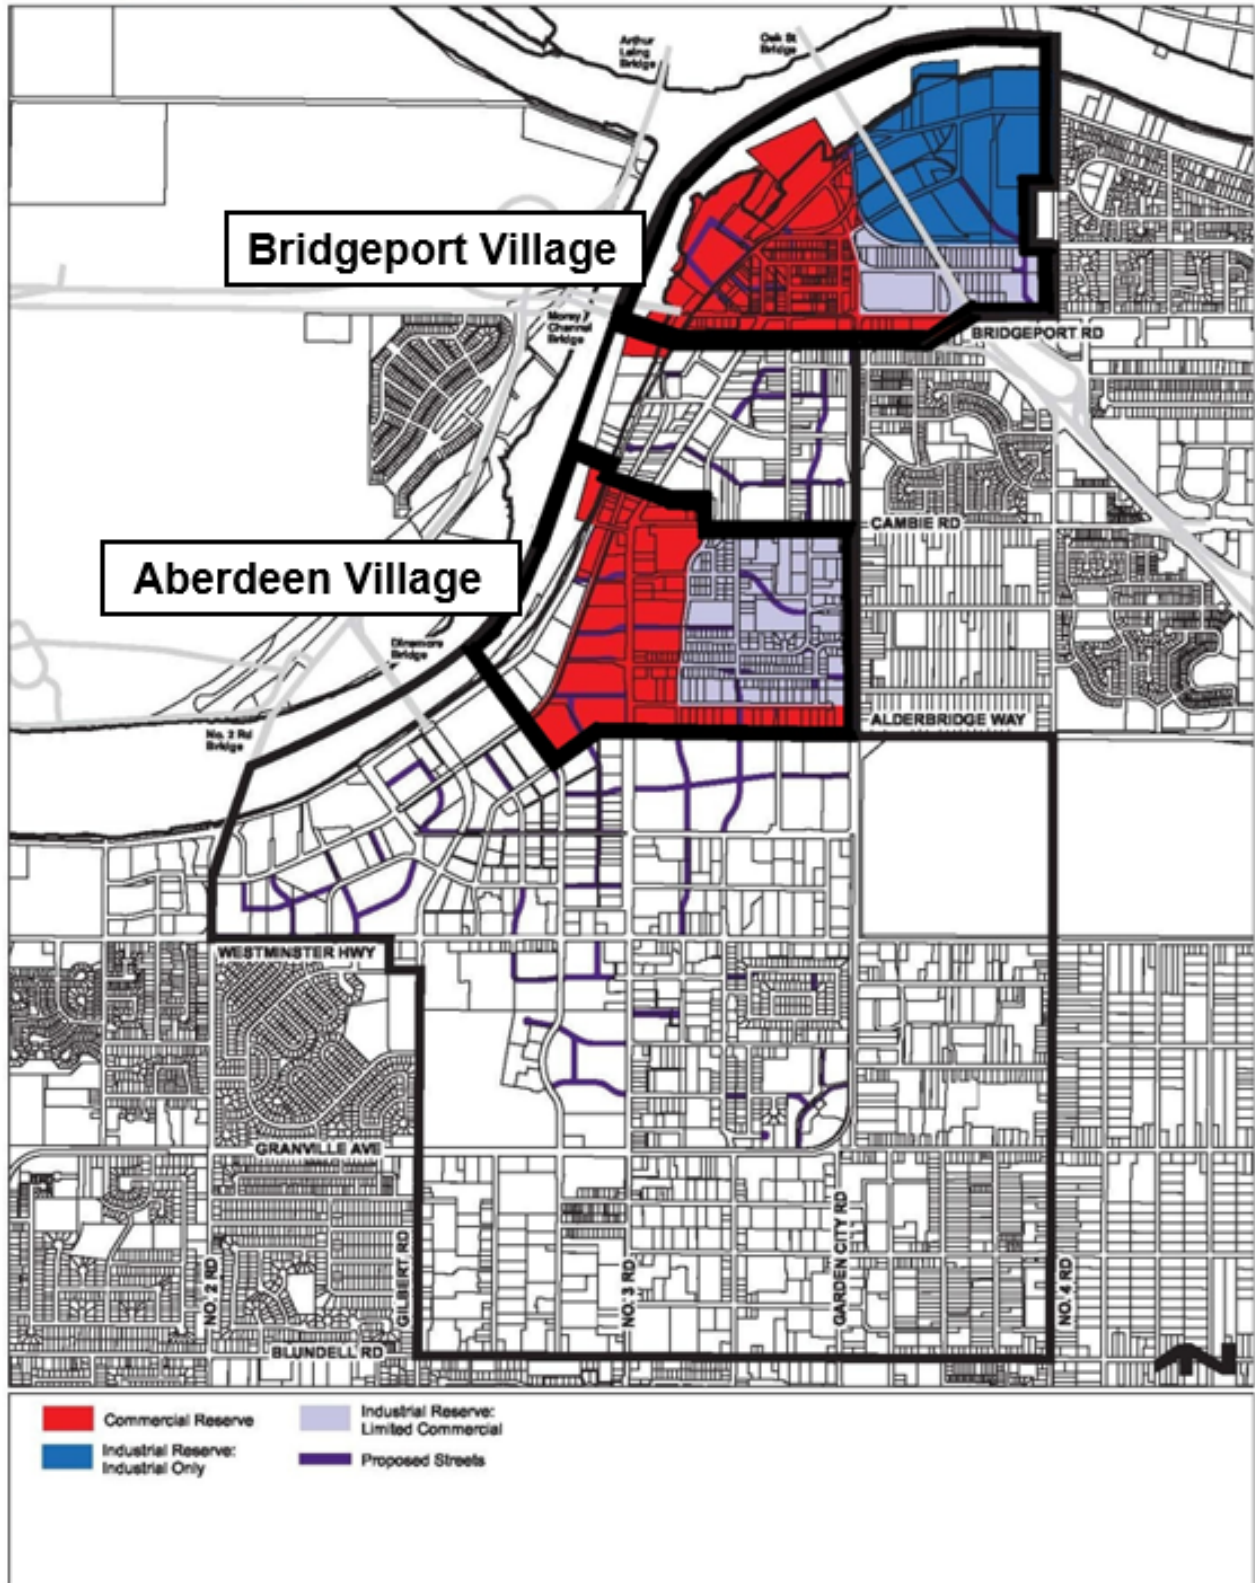 Arthur
Laing
Bridge
Oak St
Bridge
Bridgeport Village
Moray
Channel
Bridge
BRIDGEPORT RD
CAMBIE RD
Aberdeen Village
Dinsmore
Bridge
ALDERBRIDGE WAY
No. 2 Rd
Bridge
WESTMINSTER HWY
GRANVILLE AVE
NO. 2 RD
GILBERT RD
NO. 3 RD
GARDEN CITY RD
NO. 4 RD
BLUNDELL RD
Commercial Reserve
Industrial Reserve:
Industrial Only
Industrial Reserve:
Limited Commercial
Proposed Streets